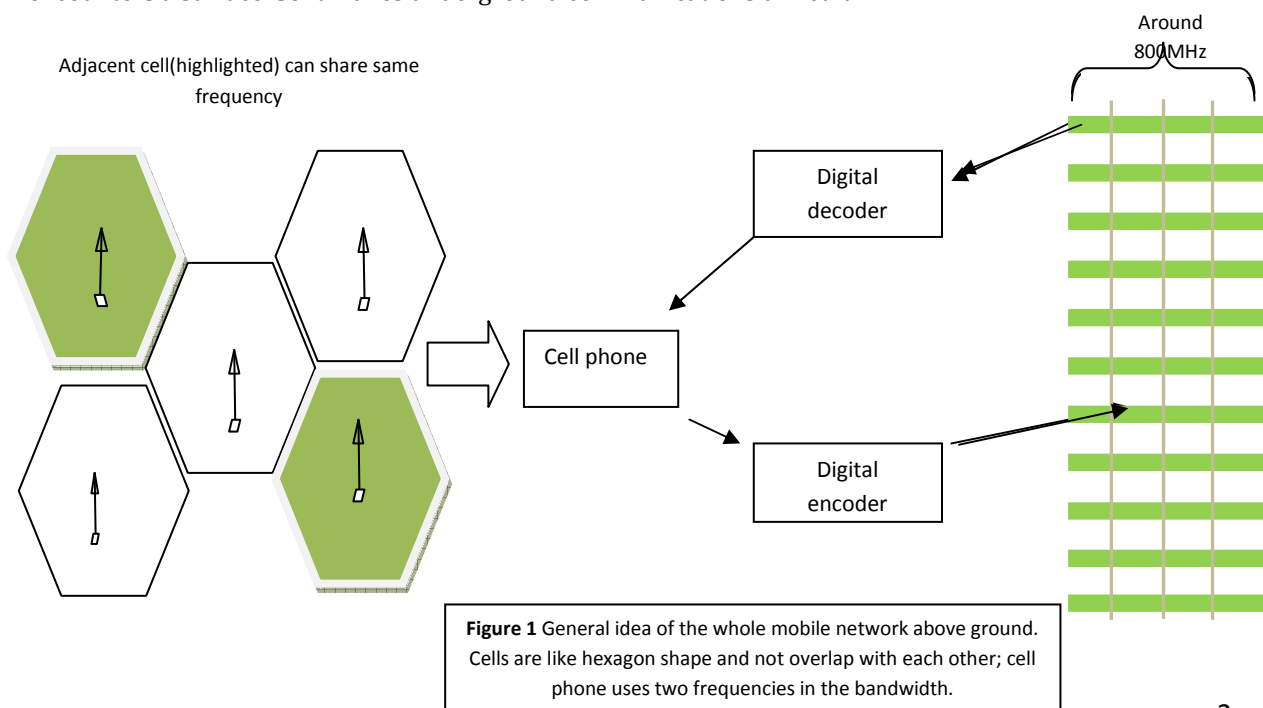 Around
800MHz
Adjacent cell(highlighted) can share same
frequency
Digital
decoder
Cell phone
Digital
encoder
Figure 1 General idea of the whole mobile network above ground.
Cells are like hexagon shape and not overlap with each other; cell
phone uses two frequencies in the bandwidth.